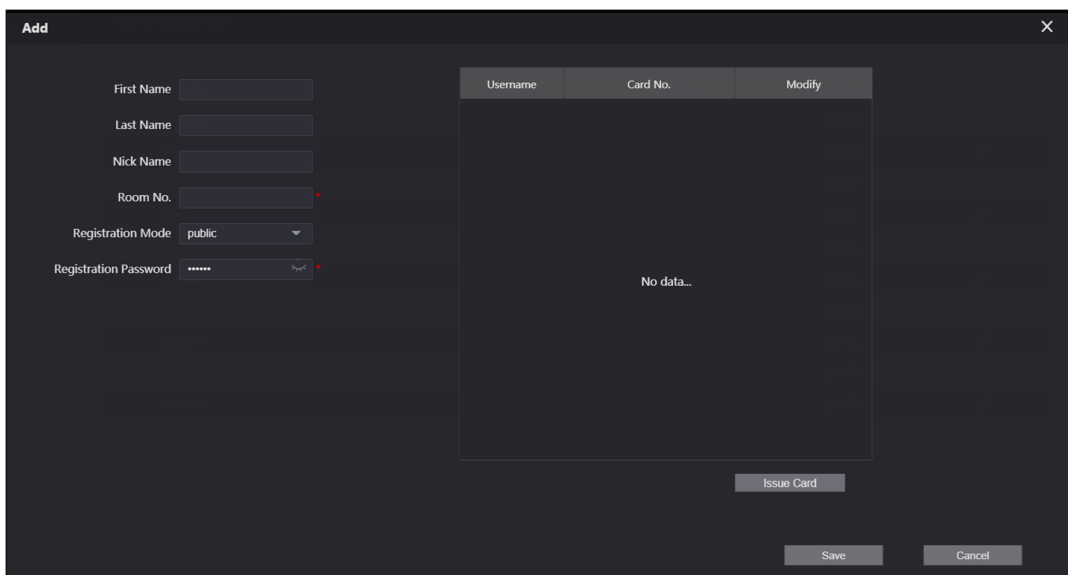 Add
First Name
Last Name
Nick Name
Room No. *
Registration Mode public
Registration Password •••••• *
Username Card No. Modify
No data...
Issue Card
Save Cancel